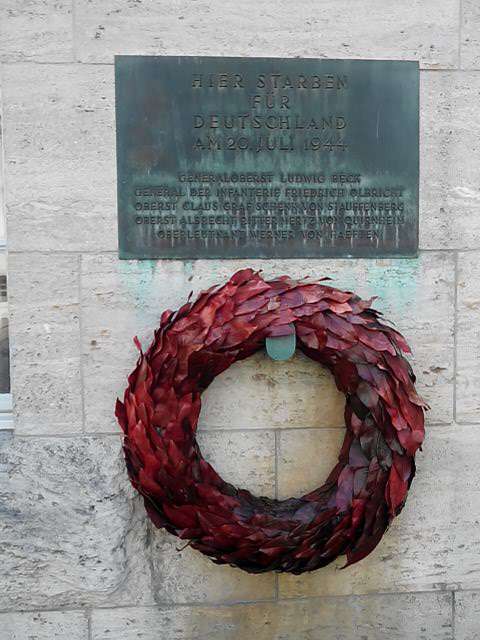 HIER STARBEN
FÜR
DEUTSCHLAND
AM 20. JULI 1944
GENERALOBERST LUDWIG BECK
GENERAL DER INFANTERIE FRIEDRICH OLBRICHT
OBERST CLAUS GRAF SCHENK VON STAUFFENBERG
OBERST ALBRECHT RITTER MERTZ VON QUIRNHEIM
OBERLEUTNANT WERNER VON HAEFTEN